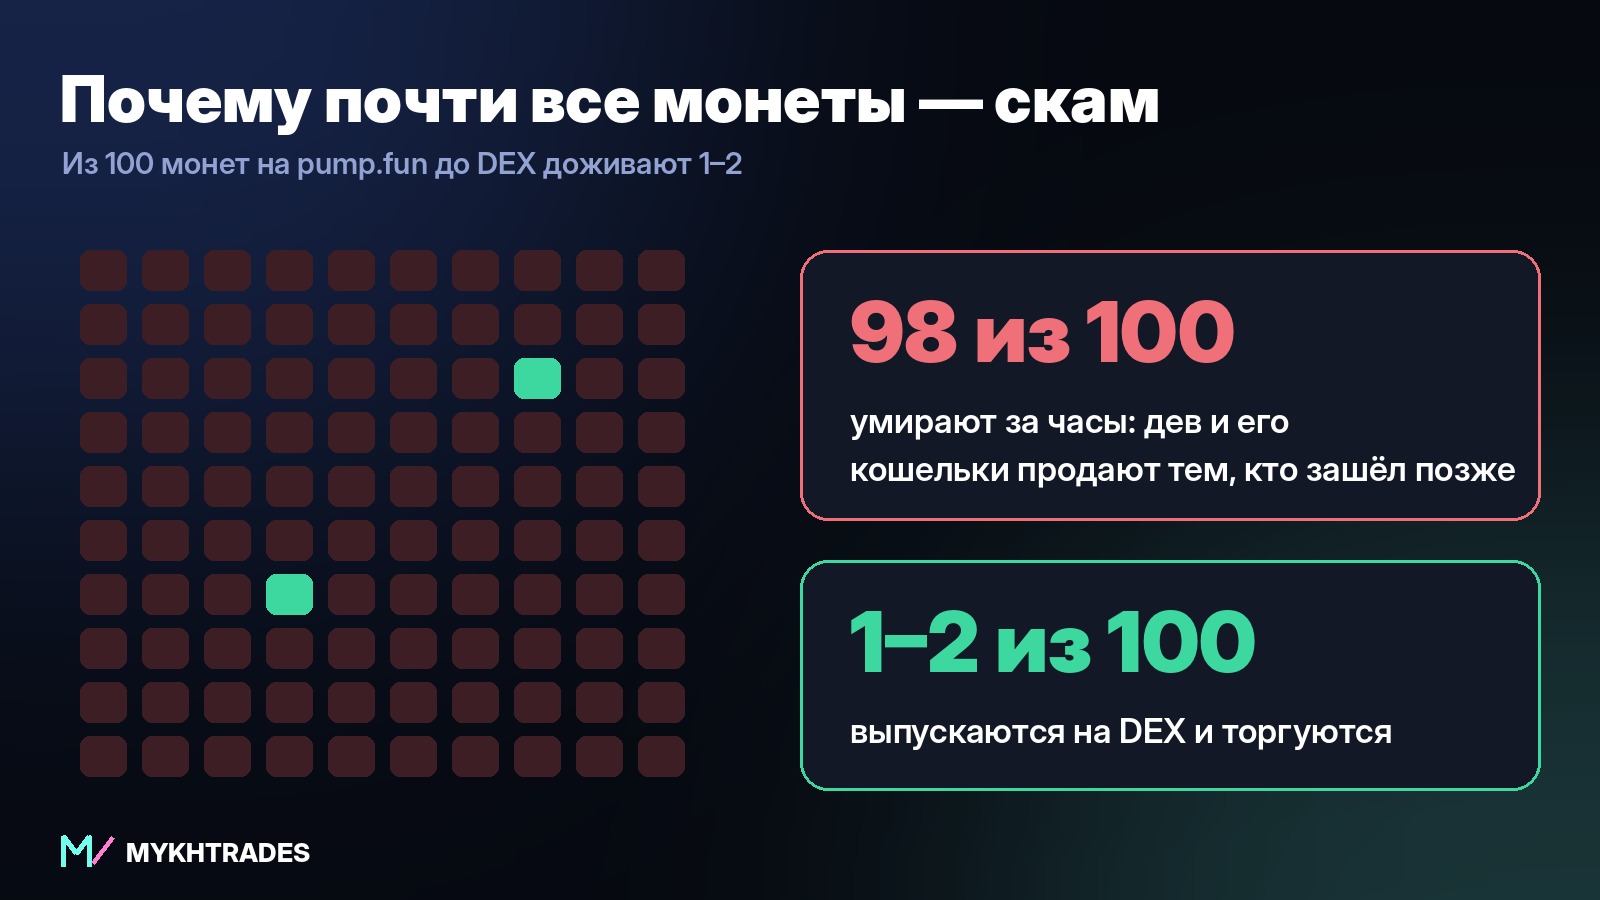 Почему почти все монеты — скам
Из 100 монет на pump.fun до DEX доживают 1–2
98 из 100
умирают за часы: дев и его
кошельки продают тем, кто зашёл позже
1–2 из 100
выпускаются на DEX и торгуются
MYKHTRADES